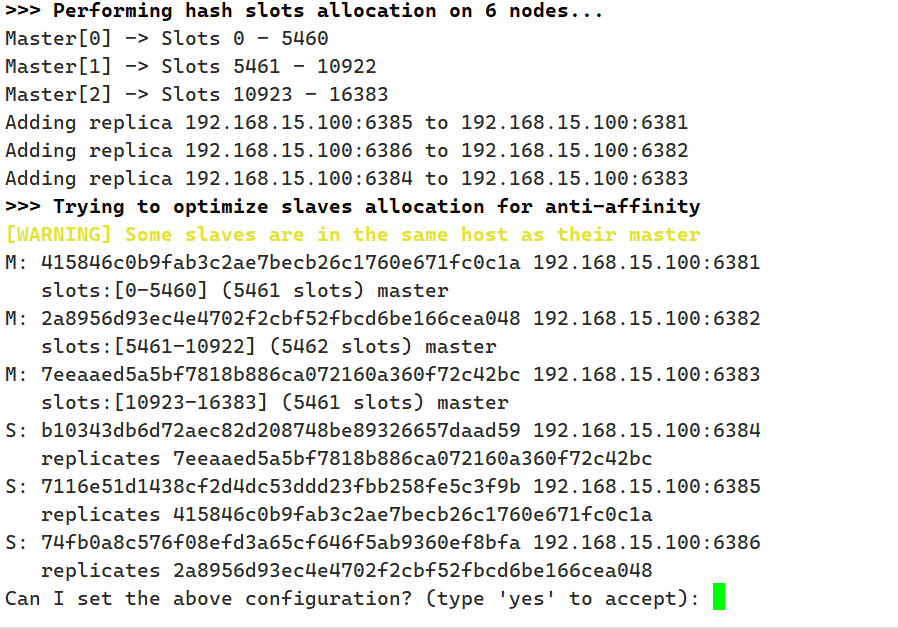 >>> Performing hash slots allocation on 6 nodes...
Master[0] -> Slots 0 - 5460
Master[1] -> Slots 5461 - 10922
Master[2] -> Slots 10923 - 16383
Adding replica 192.168.15.100:6385 to 192.168.15.100:6381
Adding replica 192.168.15.100:6386 to 192.168.15.100:6382
Adding replica 192.168.15.100:6384 to 192.168.15.100:6383
>>> Trying to optimize slaves allocation for anti-affinity
[WARNING] Some slaves are in the same host as their master
M: 415846c0b9fab3c2ae7becb26c1760e671fc0c1a 192.168.15.100:6381
   slots:[0-5460] (5461 slots) master
M: 2a8956d93ec4e4702f2cbf52fbcd6be166cea048 192.168.15.100:6382
   slots:[5461-10922] (5462 slots) master
M: 7eeaaed5a5bf7818b886ca072160a360f72c42bc 192.168.15.100:6383
   slots:[10923-16383] (5461 slots) master
S: b10343db6d72aec82d208748be89326657daad59 192.168.15.100:6384
   replicates 7eeaaed5a5bf7818b886ca072160a360f72c42bc
S: 7116e51d1438cf2d4dc53ddd23fbb258fe5c3f9b 192.168.15.100:6385
   replicates 415846c0b9fab3c2ae7becb26c1760e671fc0c1a
S: 74fb0a8c576f08efd3a65cf646f5ab9360ef8bfa 192.168.15.100:6386
   replicates 2a8956d93ec4e4702f2cbf52fbcd6be166cea048
Can I set the above configuration? (type 'yes' to accept):